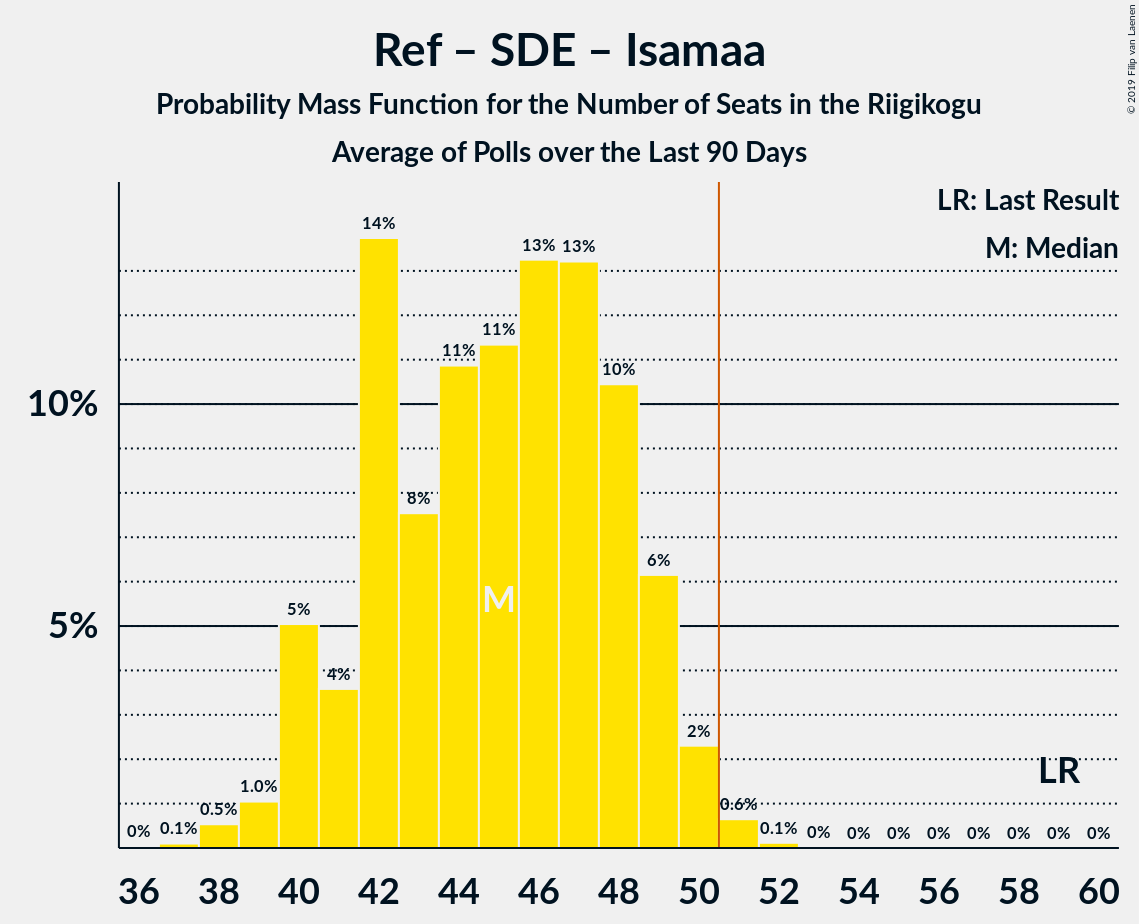 © 2019 Filip van Laenen
Ref – SDE – Isamaa
Probability Mass Function for the Number of Seats in the Riigikogu
Average of Polls over the Last 90 Days
LR: Last Result
M: Median
10%
5%
0% 0.1% 0.5% 1.0% 5% 4% 14% 8% 11% 11% 13% 13% 10% 6% 2% 0.6% 0.1% 0% 0% 0% 0% 0% 0% 0% 0%
M
LR
36 38 40 42 44 46 48 50 52 54 56 58 60